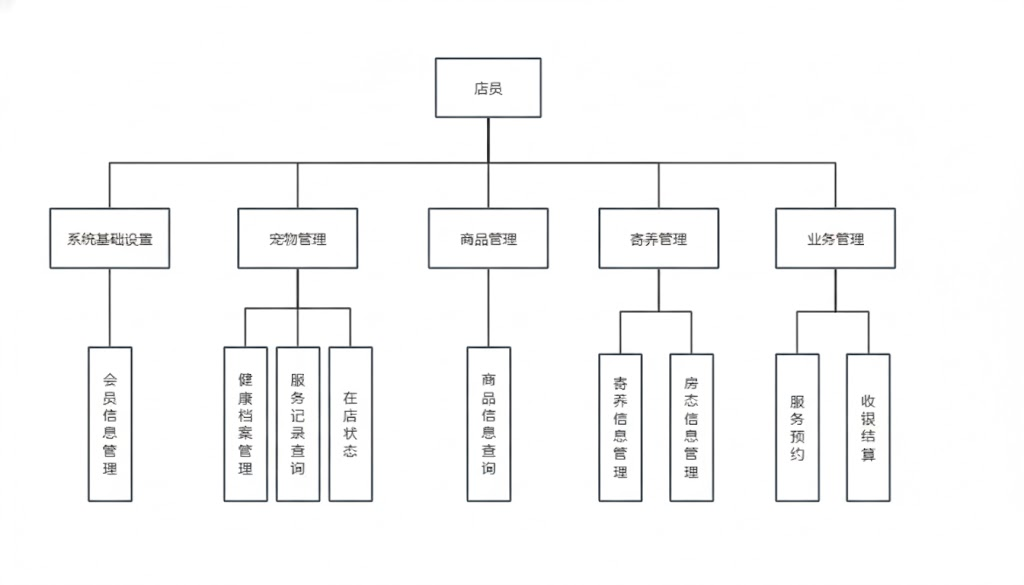 店员
系统基础设置
宠物管理
商品管理
寄养管理
业务管理
会员信息管理
健康档案管理
服务记录查询
在店状态
商品信息查询
寄养信息管理
房态信息管理
服务预约
收银结算